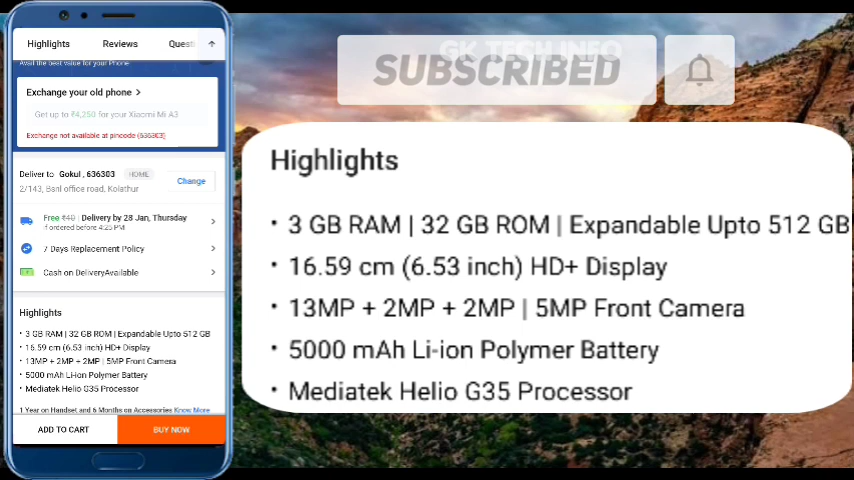 Highlights
Reviews
Questi
Avail the best value for your Phone
Exchange your old phone >
Get up to ₹4,250 for your Xiaomi Mi A3
Exchange not available at pincode (636303)
Deliver to Gokul , 636303 HOME
2/143, Bsnl office road, Kolathur
Change
Free ₹40 | Delivery by 28 Jan, Thursday
If ordered before 4:25 PM
7 Days Replacement Policy
Cash on DeliveryAvailable
Highlights
• 3 GB RAM | 32 GB ROM | Expandable Upto 512 GB
• 16.59 cm (6.53 inch) HD+ Display
• 13MP + 2MP + 2MP | 5MP Front Camera
• 5000 mAh Li-ion Polymer Battery
• Mediatek Helio G35 Processor
1 Year on Handset and 6 Months on Accessories Know More
ADD TO CART
BUY NOW
GK TECH INFO
SUBSCRIBED
Highlights
• 3 GB RAM | 32 GB ROM | Expandable Upto 512 GB
• 16.59 cm (6.53 inch) HD+ Display
• 13MP + 2MP + 2MP | 5MP Front Camera
• 5000 mAh Li-ion Polymer Battery
• Mediatek Helio G35 Processor